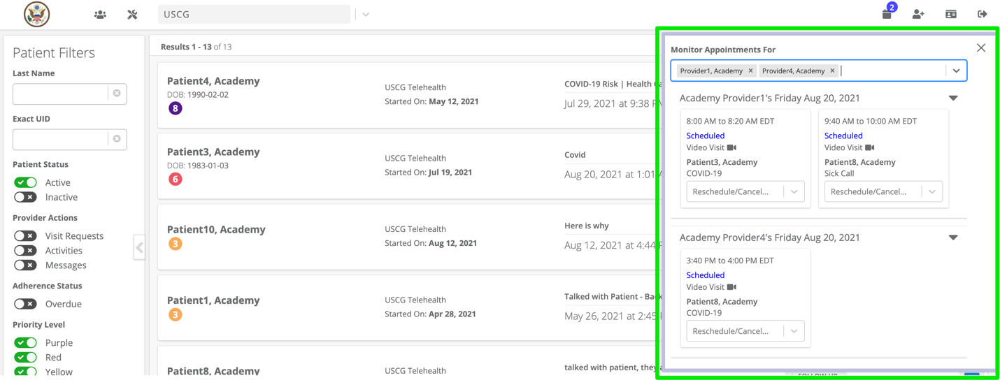 USCG
2
Patient Filters
Last Name
Exact UID
Patient Status
Active
Inactive
Provider Actions
Visit Requests
Activities
Messages
Adherence Status
Overdue
Priority Level
Purple
Red
Yellow
Results 1 - 13 of 13
Patient4, Academy
DOB: 1990-02-02
8
USCG Telehealth
Started On: May 12, 2021
COVID-19 Risk | Health
Jul 29, 2021 at 9:38
Patient3, Academy
DOB: 1983-01-03
6
USCG Telehealth
Started On: Jul 19, 2021
Covid
Aug 20, 2021 at 1:01
Patient10, Academy
3
USCG Telehealth
Started On: Aug 12, 2021
Here is why
Aug 12, 2021 at 4:44
Patient1, Academy
3
USCG Telehealth
Started On: Apr 28, 2021
Talked with Patient - Back
May 26, 2021 at 2:45
Patient8, Academy
USCG Telehealth
talked with patient, they
Monitor Appointments For
Provider1, Academy × Provider4, Academy ×
Academy Provider1's Friday Aug 20, 2021
8:00 AM to 8:20 AM EDT
Scheduled
Video Visit
Patient3, Academy
COVID-19
Reschedule/Cancel...
9:40 AM to 10:00 AM EDT
Scheduled
Video Visit
Patient8, Academy
Sick Call
Reschedule/Cancel...
Academy Provider4's Friday Aug 20, 2021
3:40 PM to 4:00 PM EDT
Scheduled
Video Visit
Patient8, Academy
COVID-19
Reschedule/Cancel...
FOLLOW UP